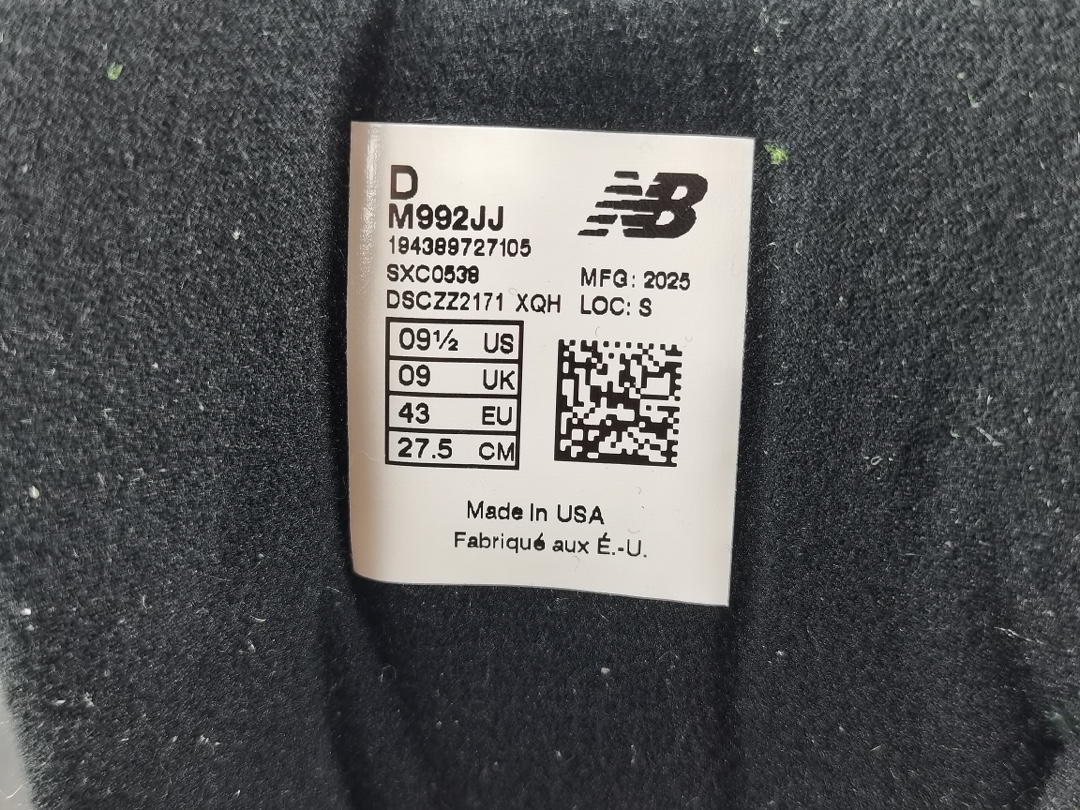 D
NB
M992JJ
194389727105
SXC0538
MFG: 2025
DSCZZ2171 XQH
LOC: S
09½ US
09 UK
43 EU
27.5 CM
Made In USA
Fabriqué aux É.-U.